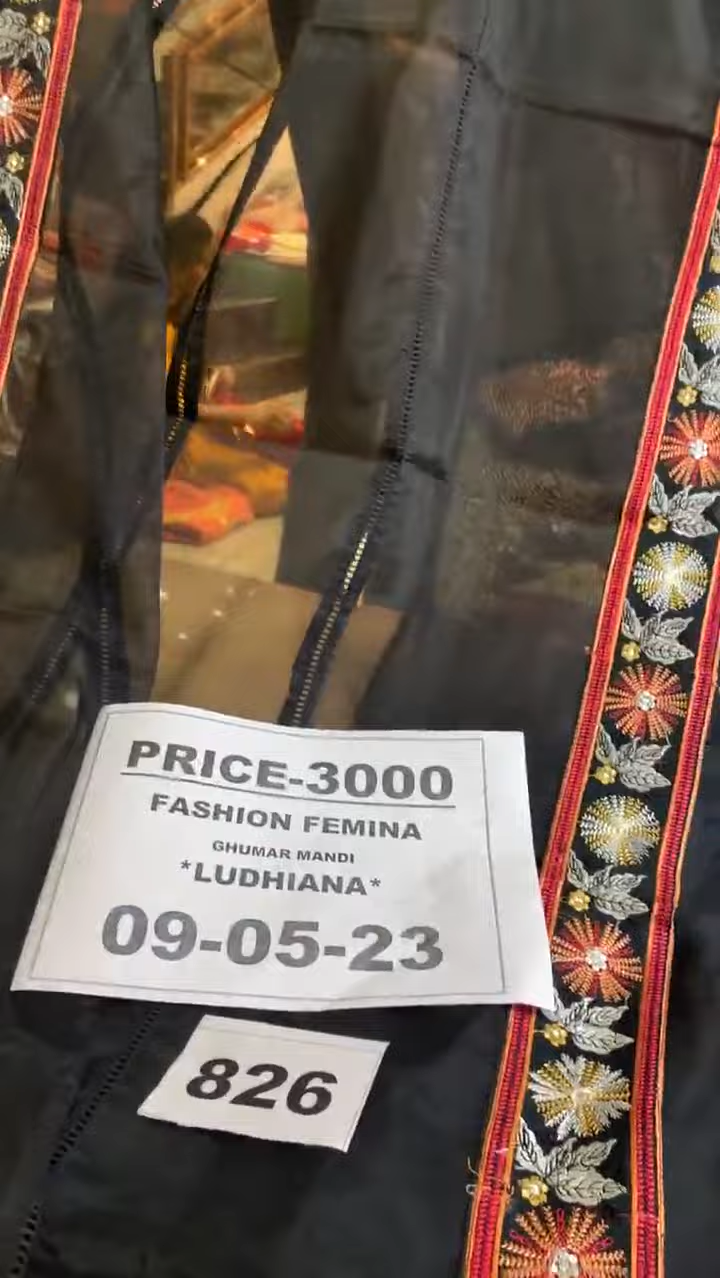 PRICE-3000
FASHION FEMINA
GHUMAR MANDI
*LUDHIANA*
09-05-23
826